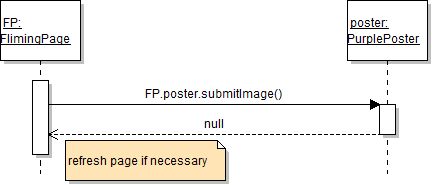 FP:
FlimingPage
poster:
PurplePoster
FP.poster.submitImage()
null
refresh page if necessary